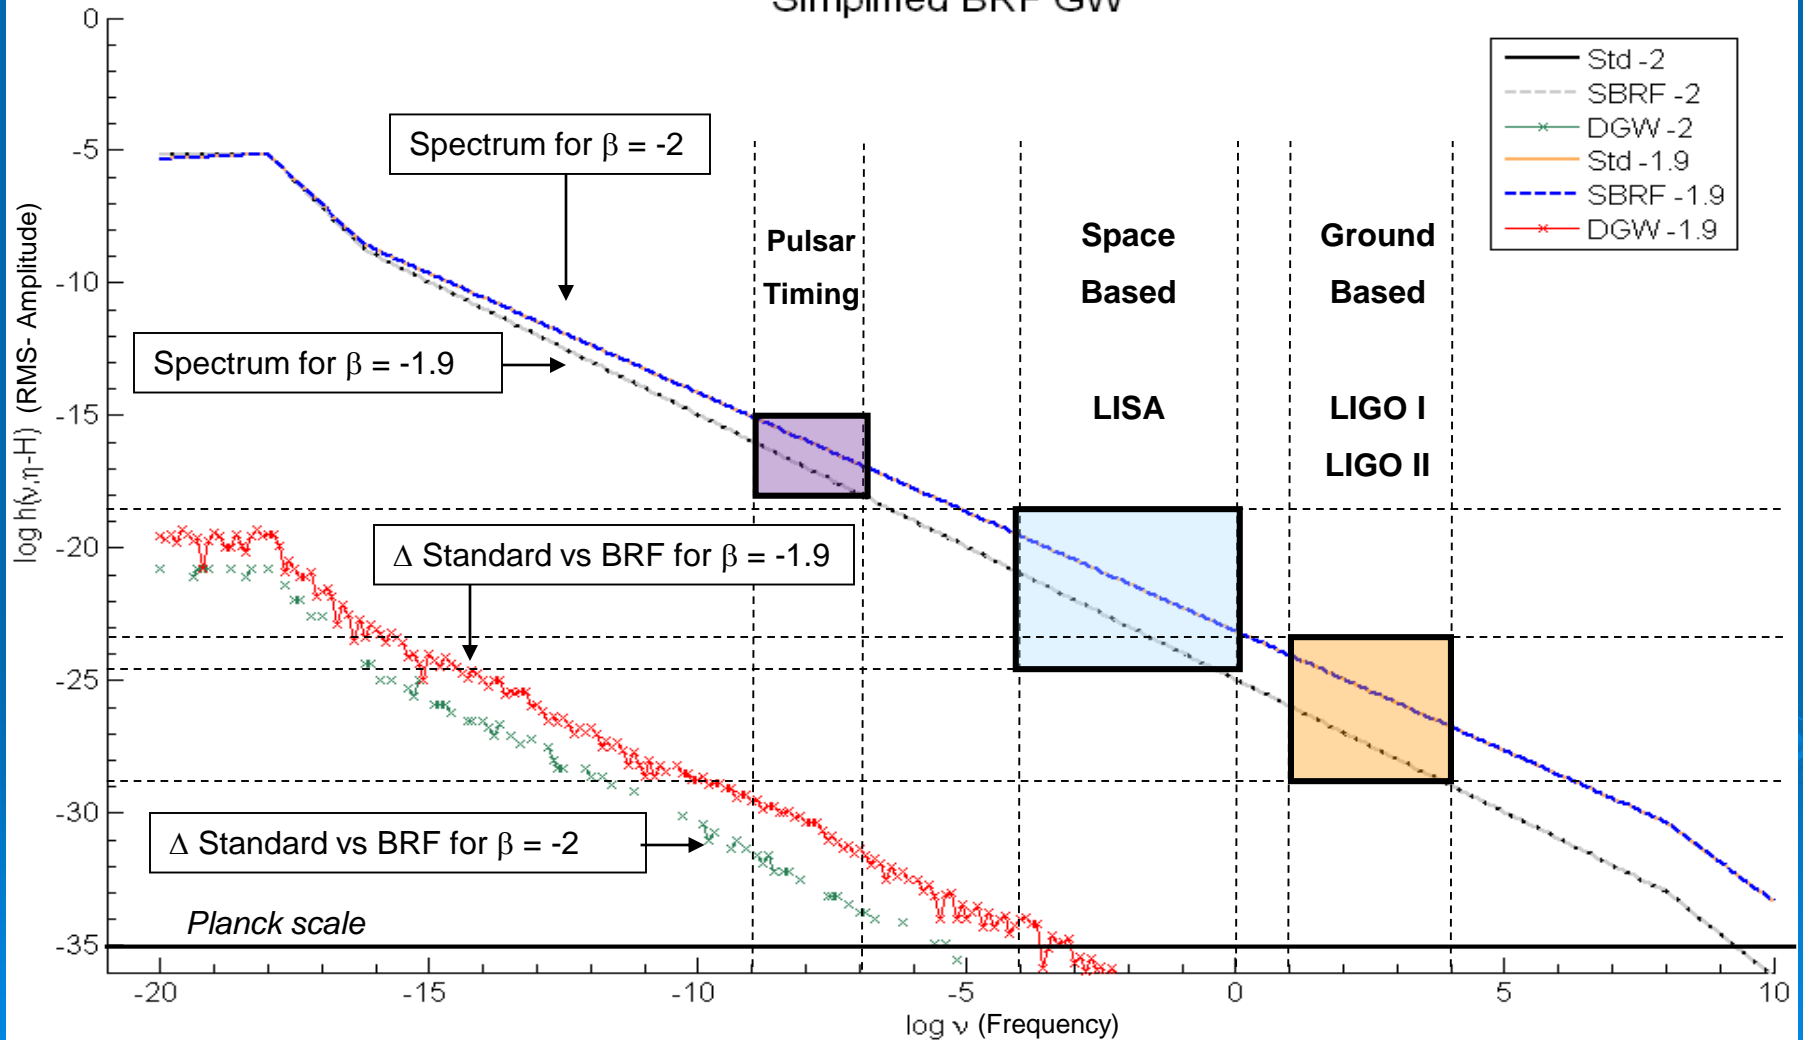 Simplified BRF GW
Std -2
SBRF -2
DGW -2
Std -1.9
SBRF -1.9
DGW -1.9
Spectrum for β = -2
Spectrum for β = -1.9
Pulsar
Timing
Space
Based
LISA
Ground
Based
LIGO I
LIGO II
Δ Standard vs BRF for β = -1.9
Δ Standard vs BRF for β = -2
Planck scale
log h(ν,η-H) (RMS- Amplitude)
0
-5
-10
-15
-20
-25
-30
-35
-20
-15
-10
-5
0
5
10
log ν (Frequency)